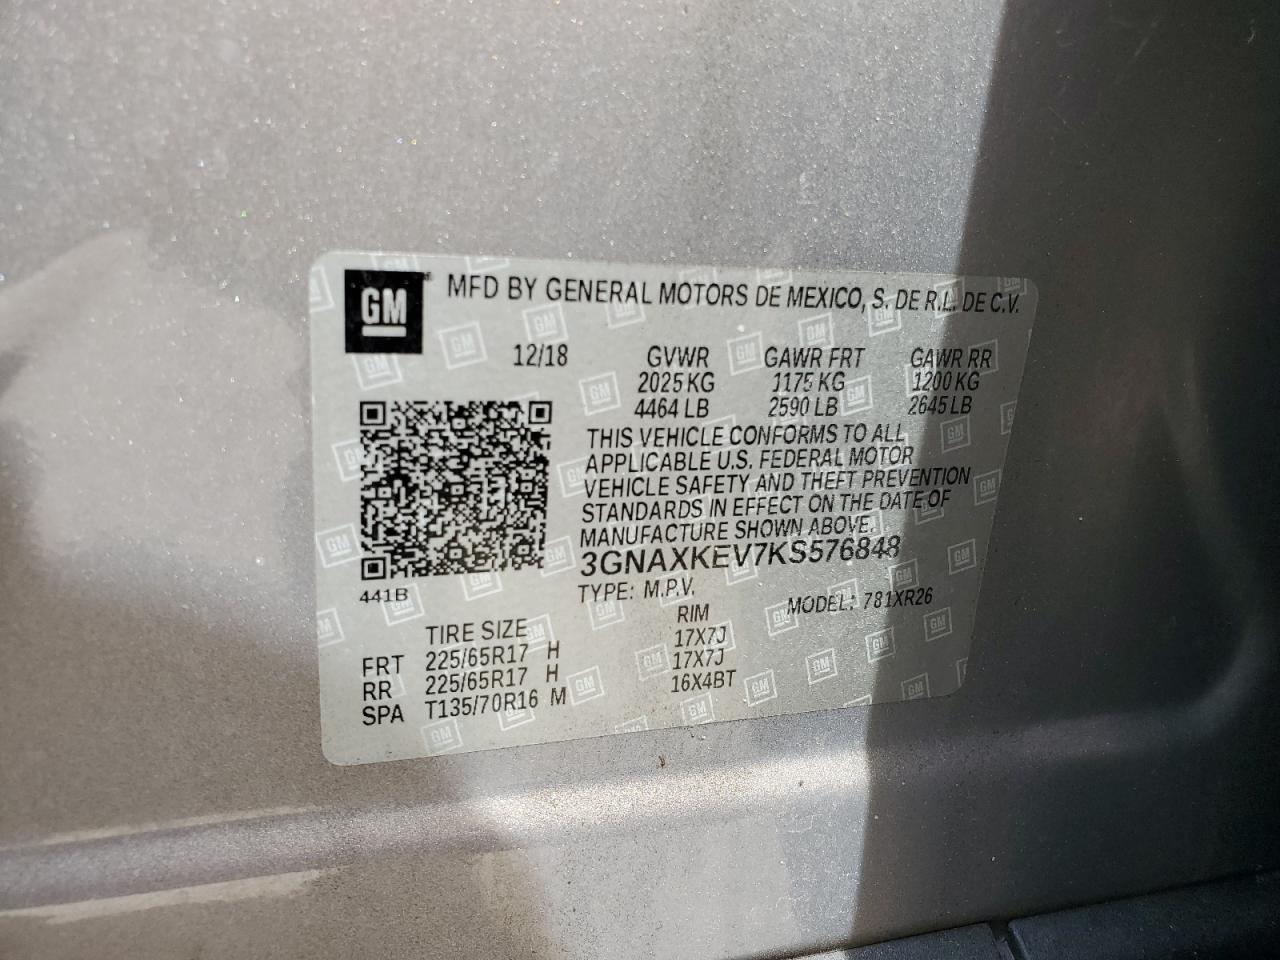 GM ® MFD BY GENERAL MOTORS DE MEXICO, S. DE R.L. DE C.V.
12/18 GVWR GAWR FRT GAWR RR
2025 KG 1175 KG 1200 KG
4464 LB 2590 LB 2645 LB
THIS VEHICLE CONFORMS TO ALL
APPLICABLE U.S. FEDERAL MOTOR
VEHICLE SAFETY AND THEFT PREVENTION
STANDARDS IN EFFECT ON THE DATE OF
MANUFACTURE SHOWN ABOVE.
3GNAXKEV7KS576848
441B TYPE: M.P.V. MODEL: 781XR26
TIRE SIZE RIM
FRT 225/65R17 H 17X7J
RR 225/65R17 H 17X7J
SPA T135/70R16 M 16X4BT